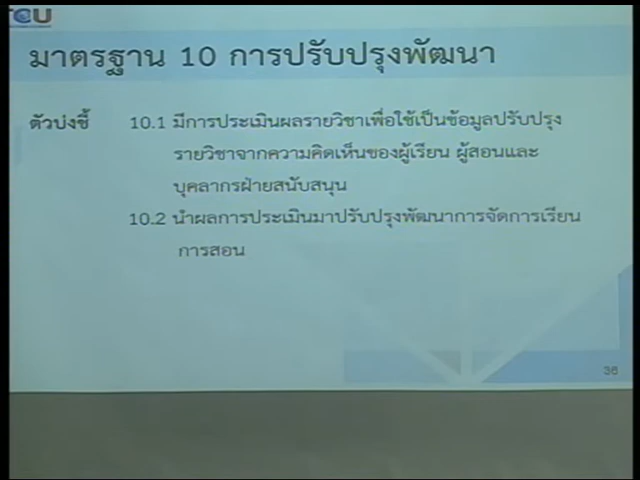 TCU
มาตรฐาน 10 การปรับปรุงพัฒนา
ตัวบ่งชี้ 10.1 มีการประเมินผลรายวิชาเพื่อใช้เป็นข้อมูลปรับปรุง
รายวิชาจากความคิดเห็นของผู้เรียน ผู้สอนและ
บุคลากรฝ่ายสนับสนุน
10.2 นำผลการประเมินมาปรับปรุงพัฒนาการจัดการเรียน
การสอน
36